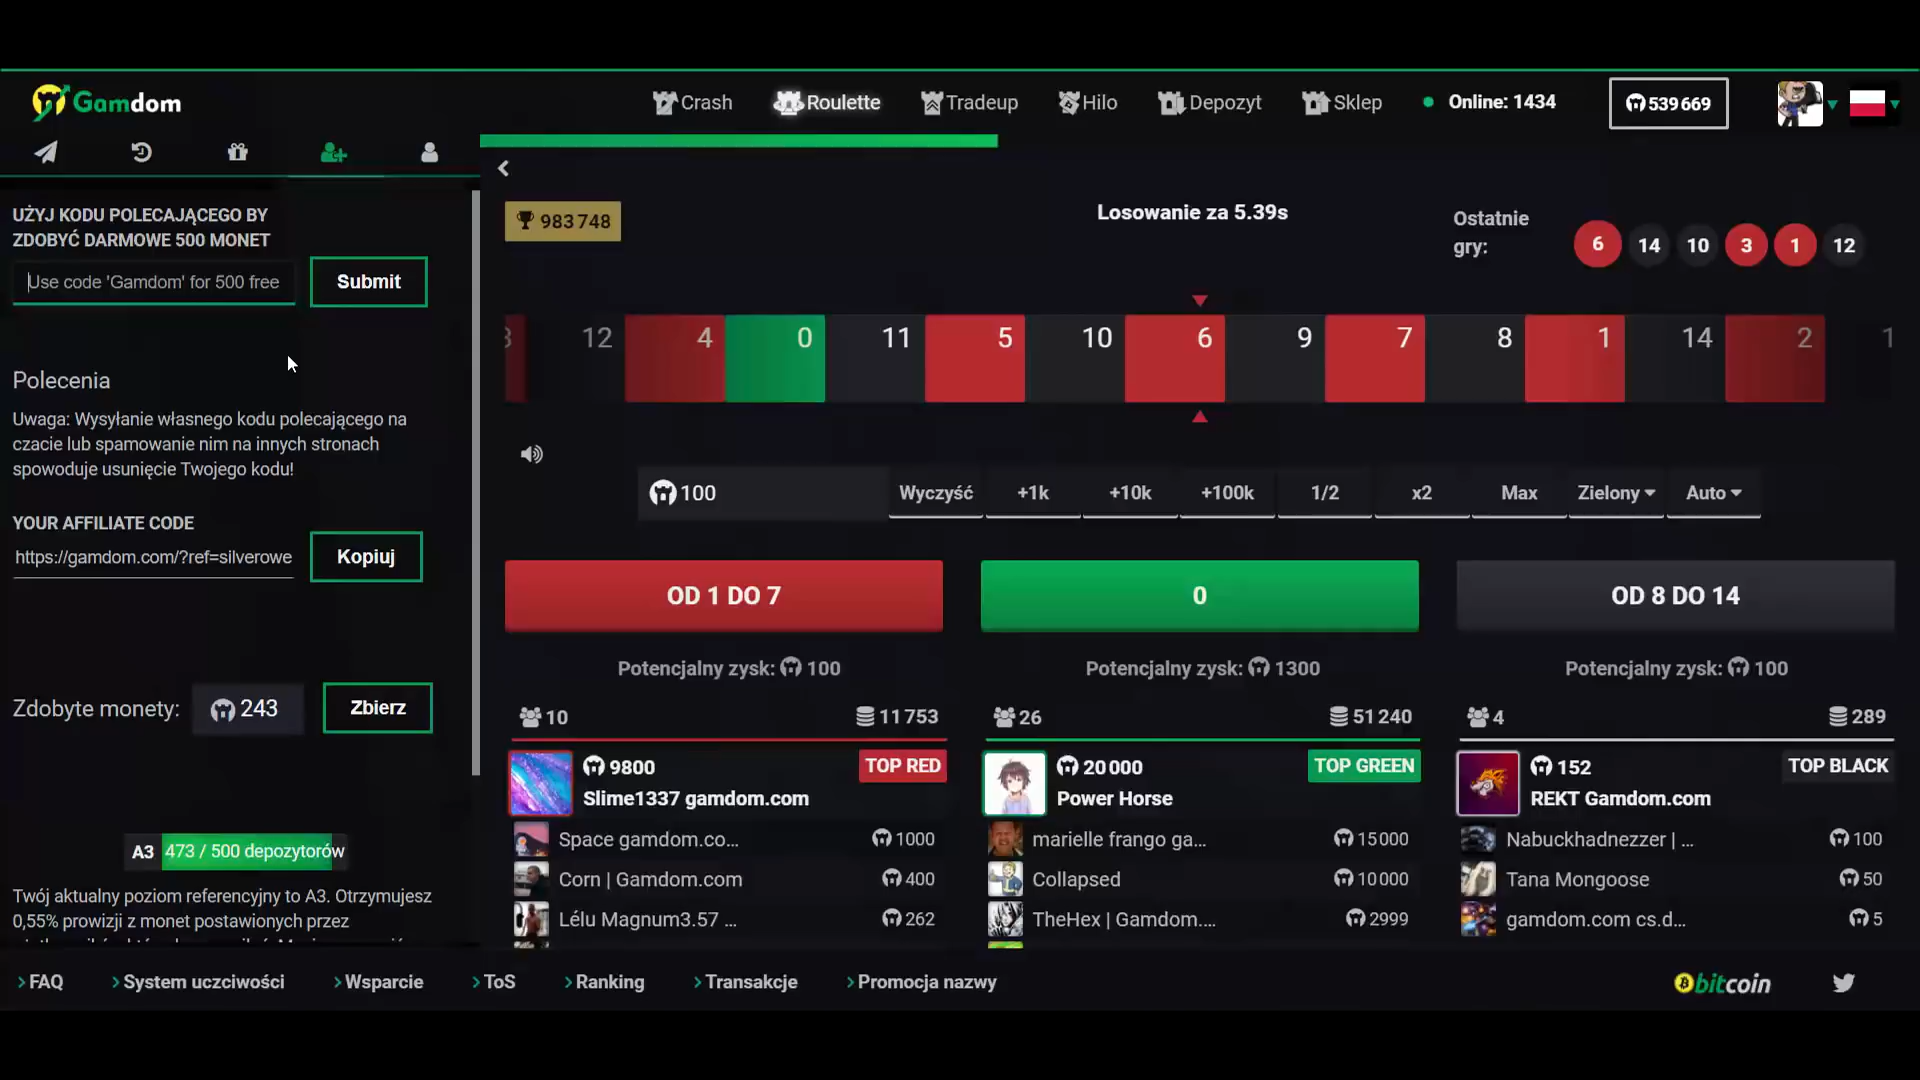 Gamdom
Crash
Roulette
Tradeup
Hilo
Depozyt
Sklep
Online: 1434
539 669
UŻYJ KODU POLECAJĄCEGO BY
ZDOBYĆ DARMOWE 500 MONET
Use code 'Gamdom' for 500 free
Submit
Polecenia
Uwaga: Wysyłanie własnego kodu polecającego na
czacie lub spamowanie nim na innych stronach
spowoduje usunięcie Twojego kodu!
YOUR AFFILIATE CODE
https://gamdom.com/?ref=silverowe
Kopiuj
Zdobyte monety:
243
Zbierz
A3
473 / 500 depozytorów
Twój aktualny poziom referencyjny to A3. Otrzymujesz
0,55% prowizji z monet postawionych przez
983 748
Losowanie za 5.39s
Ostatnie
gry:
6 14 10 3 1 12
12 4 0 11 5 10 6 9 7 8 1 14 2 1
100
Wyczyść
+1k
+10k
+100k
1/2
x2
Max
Zielony
Auto
OD 1 DO 7
Potencjalny zysk: 100
10
11 753
9800
TOP RED
Slime1337 gamdom.com
Space gamdom.co...
1000
Corn | Gamdom.com
400
Lélu Magnum3.57 ...
262
0
Potencjalny zysk: 1300
26
51 240
20 000
TOP GREEN
Power Horse
marielle frango ga...
15 000
Collapsed
10 000
TheHex | Gamdom....
2999
OD 8 DO 14
Potencjalny zysk: 100
4
289
152
TOP BLACK
REKT Gamdom.com
Nabuckhadnezzer | ...
100
Tana Mongoose
50
gamdom.com cs.d...
5
FAQ
System uczciwości
Wsparcie
ToS
Ranking
Transakcje
Promocja nazwy
bitcoin